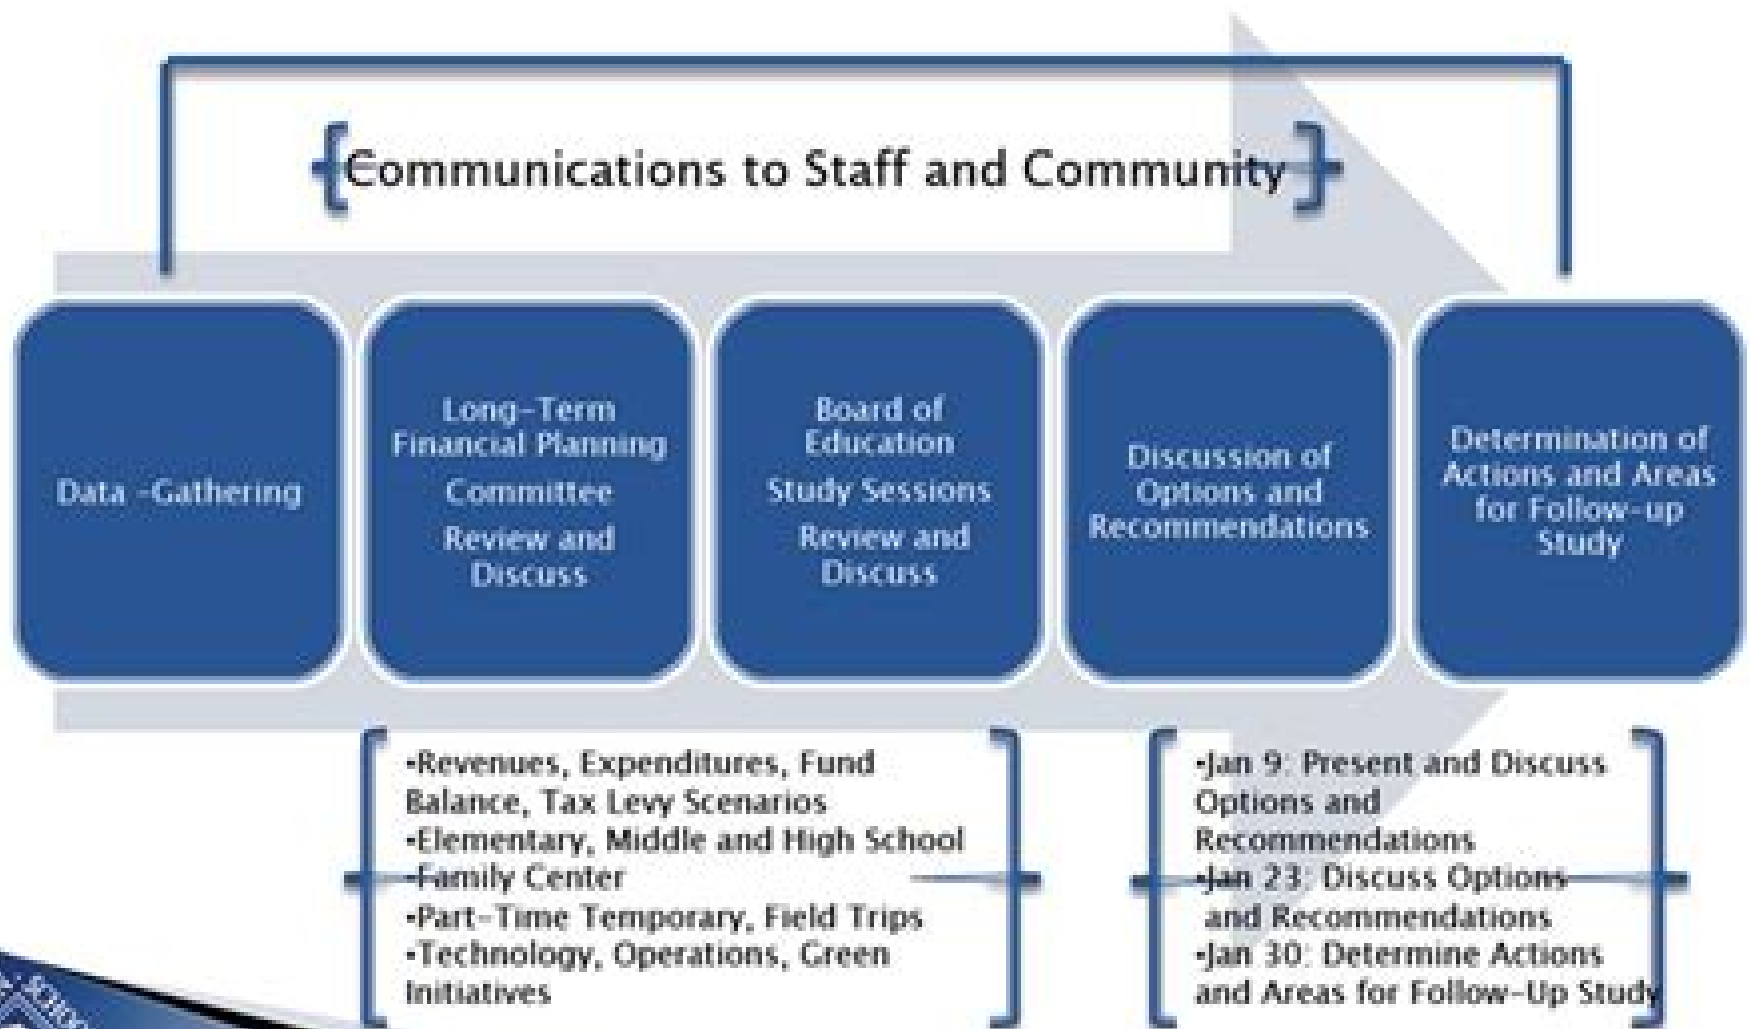 Communications to Staff and Community
Data -Gathering
Long-Term
Financial Planning
Committee
Review and
Discuss
Board of
Education
Study Sessions
Review and
Discuss
Discussion of
Options and
Recommendations
Determination of
Actions and Areas
for Follow-up
Study
•Revenues, Expenditures, Fund
Balance, Tax Levy Scenarios
•Elementary, Middle and High School
•Family Center
•Part-Time Temporary, Field Trips
•Technology, Operations, Green
Initiatives
•Jan 9: Present and Discuss
Options and
Recommendations
•Jan 23: Discuss Options
and Recommendations
•Jan 30: Determine Actions
and Areas for Follow-Up Study